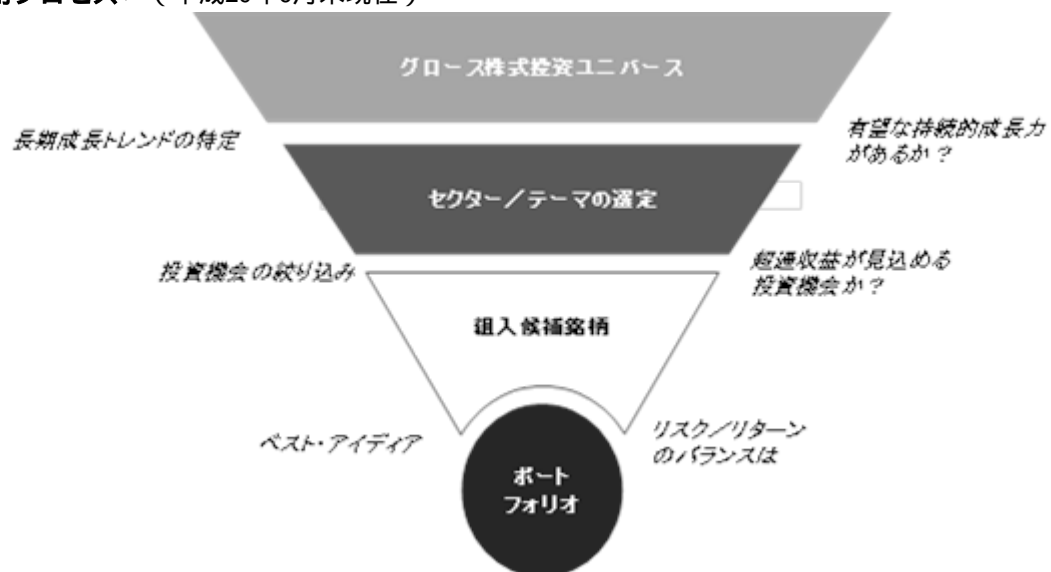 グロース株式投資ユニバース
長期成長トレンドの特定
有望な持続的成長力
があるか？
セクター／テーマの選定
投資機会の絞り込み
超過収益が見込める
投資機会か？
組入候補銘柄
ベスト・アイディア
リスク／リターン
のバランスは
ポート
フォリオ